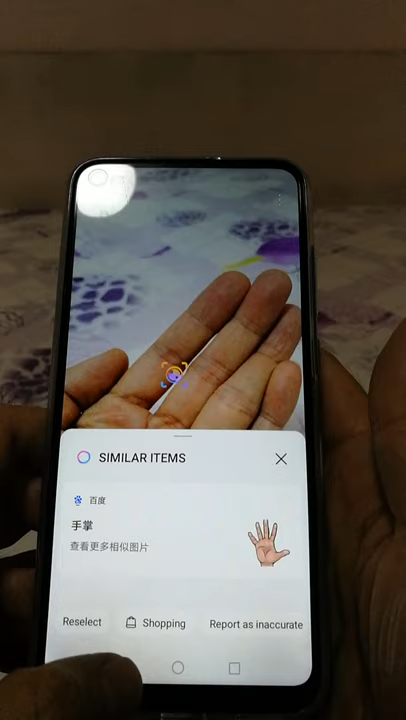 SIMILAR ITEMS
百度
手掌
查看更多相似图片
Reselect
Shopping
Report as inaccurate